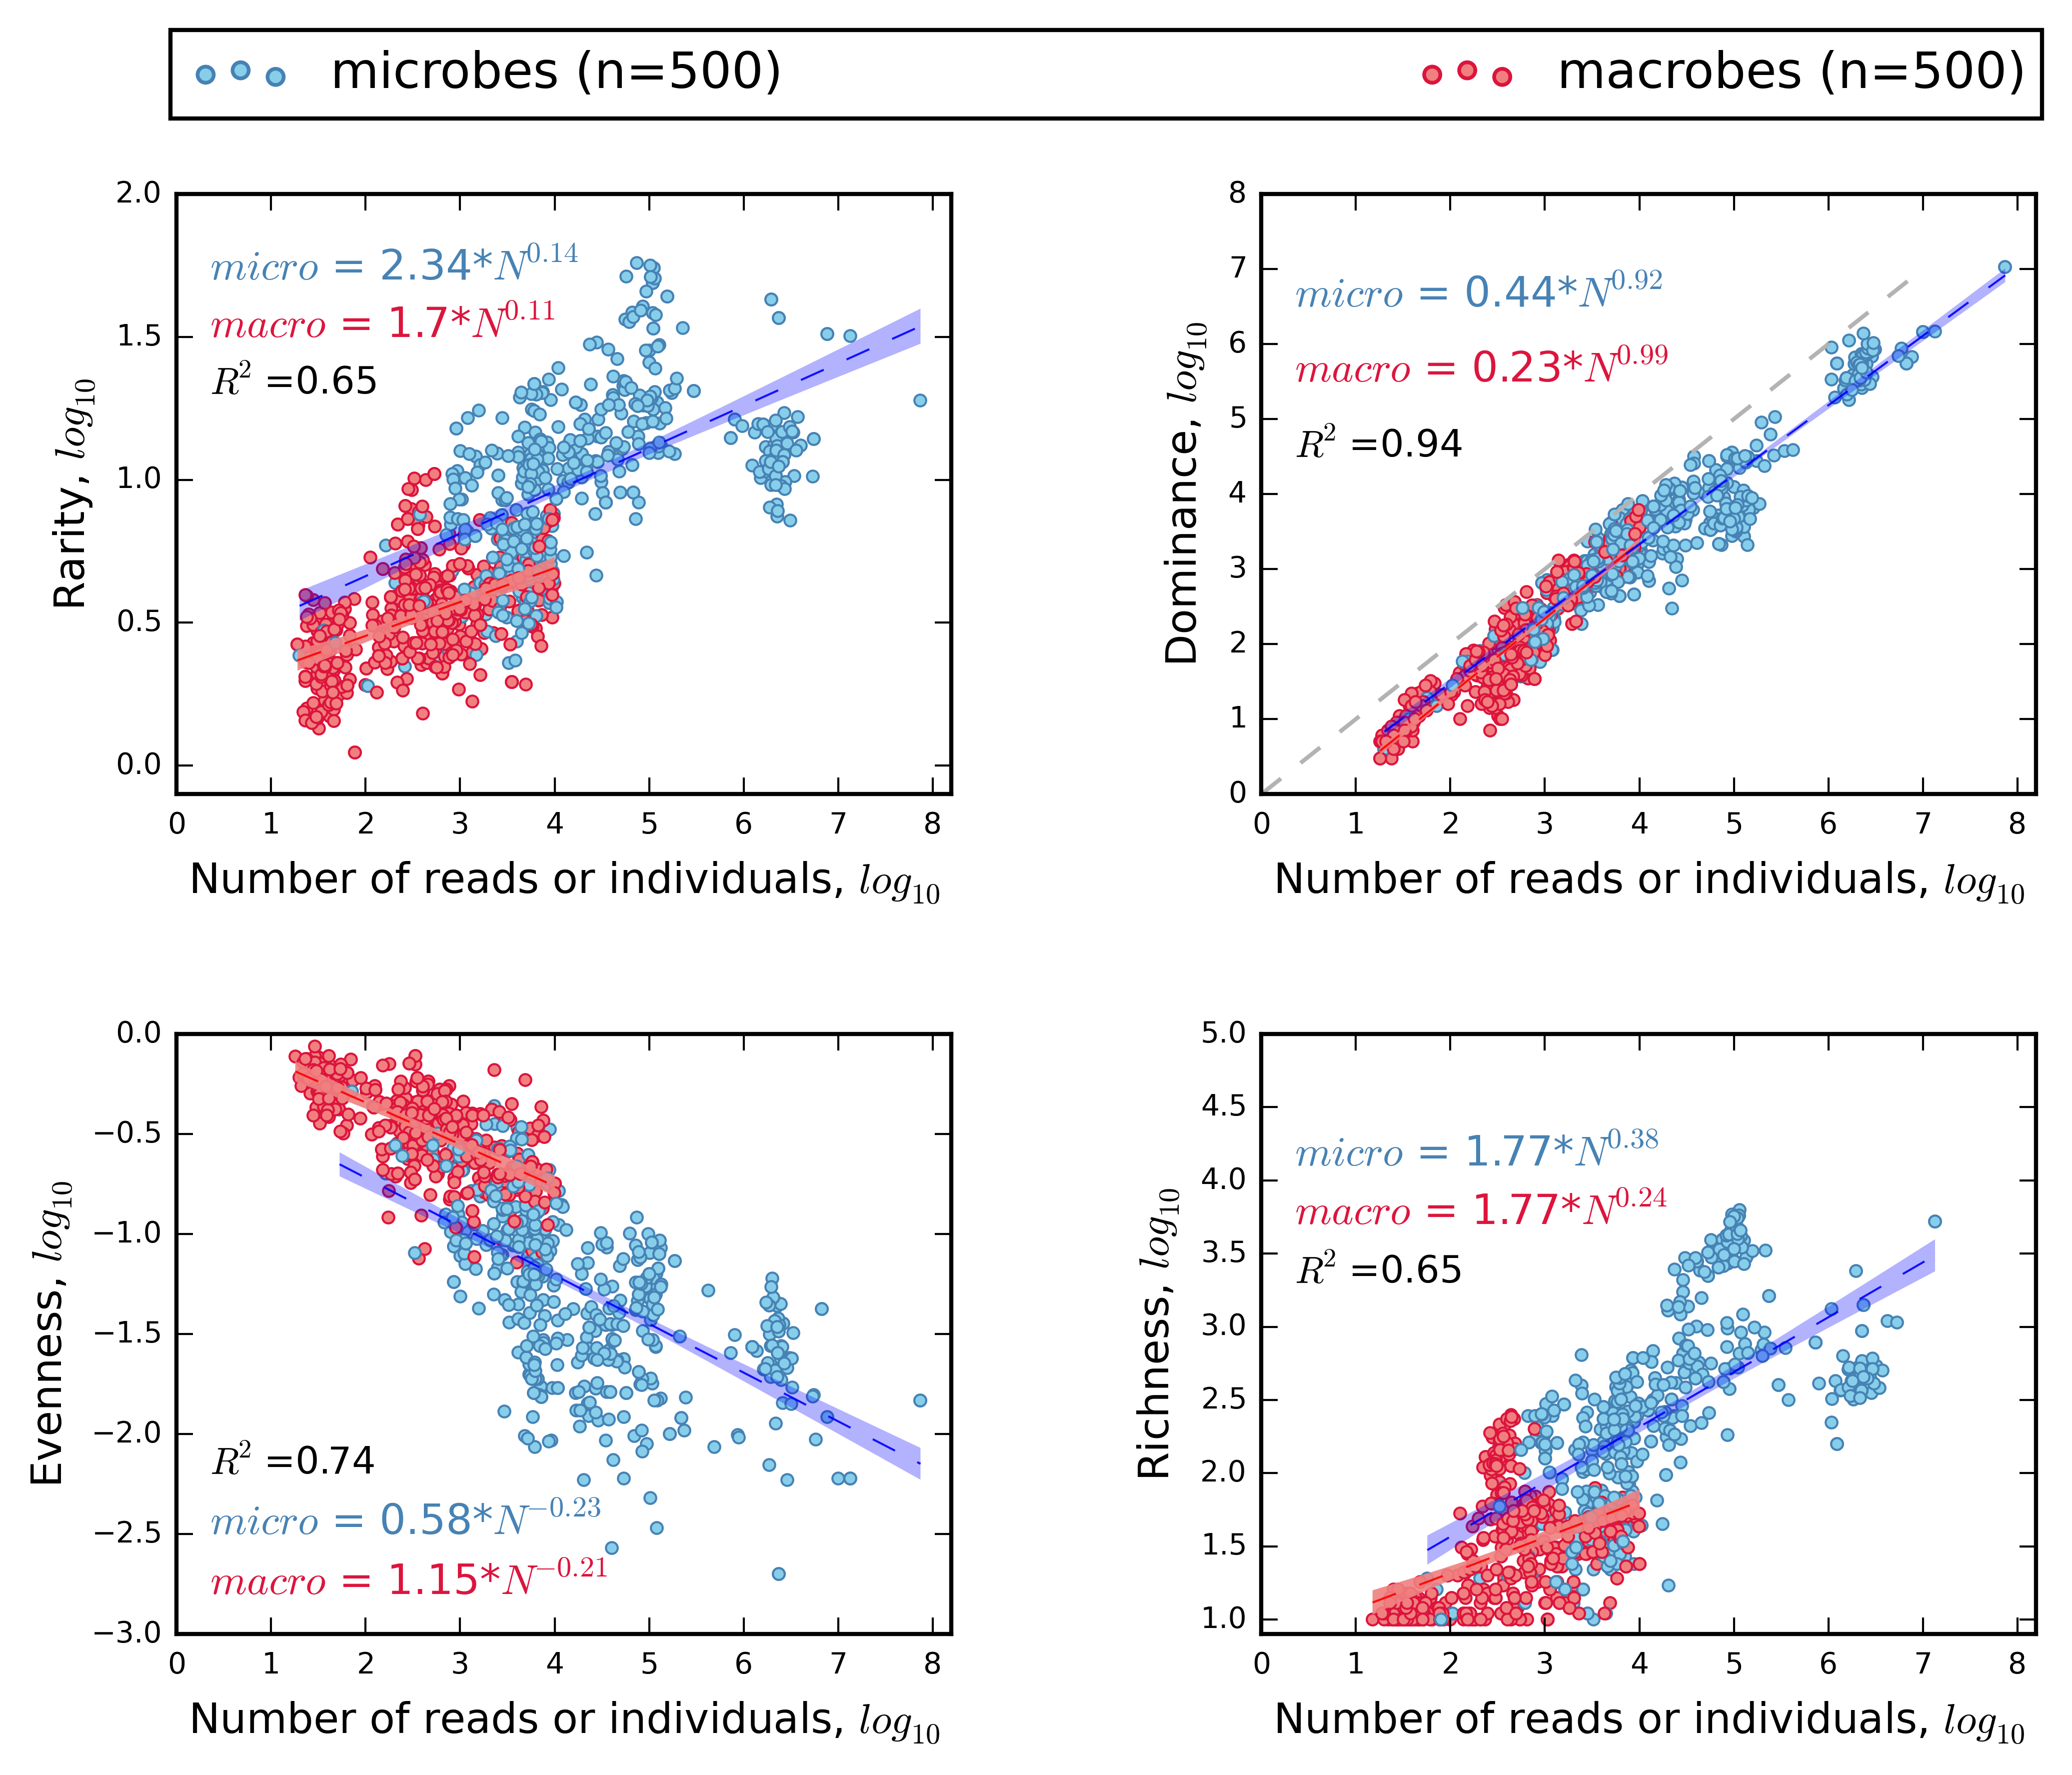 microbes (n=500) macrobes (n=500)
2.0
1.5
1.0
0.5
0.0
Rarity, log10
micro = 2.34*N^0.14
macro = 1.7*N^0.11
R^2 =0.65
0 1 2 3 4 5 6 7 8
Number of reads or individuals, log10
8
7
6
5
4
3
2
1
0
Dominance, log10
micro = 0.44*N^0.92
macro = 0.23*N^0.99
R^2 =0.94
0 1 2 3 4 5 6 7 8
Number of reads or individuals, log10
0.0
−0.5
−1.0
−1.5
−2.0
−2.5
−3.0
Evenness, log10
R^2 =0.74
micro = 0.58*N^−0.23
macro = 1.15*N^−0.21
0 1 2 3 4 5 6 7 8
Number of reads or individuals, log10
5.0
4.5
4.0
3.5
3.0
2.5
2.0
1.5
1.0
Richness, log10
micro = 1.77*N^0.38
macro = 1.77*N^0.24
R^2 =0.65
0 1 2 3 4 5 6 7 8
Number of reads or individuals, log10